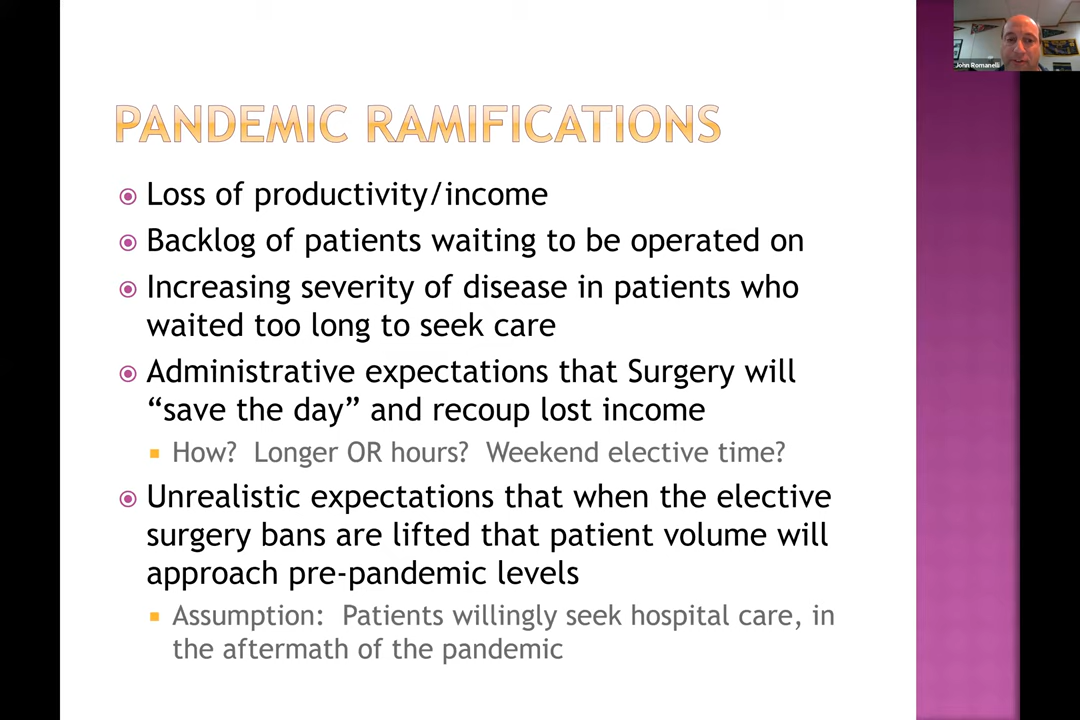 John Romanelli
PANDEMIC RAMIFICATIONS
Loss of productivity/income
Backlog of patients waiting to be operated on
Increasing severity of disease in patients who
waited too long to seek care
Administrative expectations that Surgery will
“save the day” and recoup lost income
How? Longer OR hours? Weekend elective time?
Unrealistic expectations that when the elective
surgery bans are lifted that patient volume will
approach pre-pandemic levels
Assumption: Patients willingly seek hospital care, in
the aftermath of the pandemic